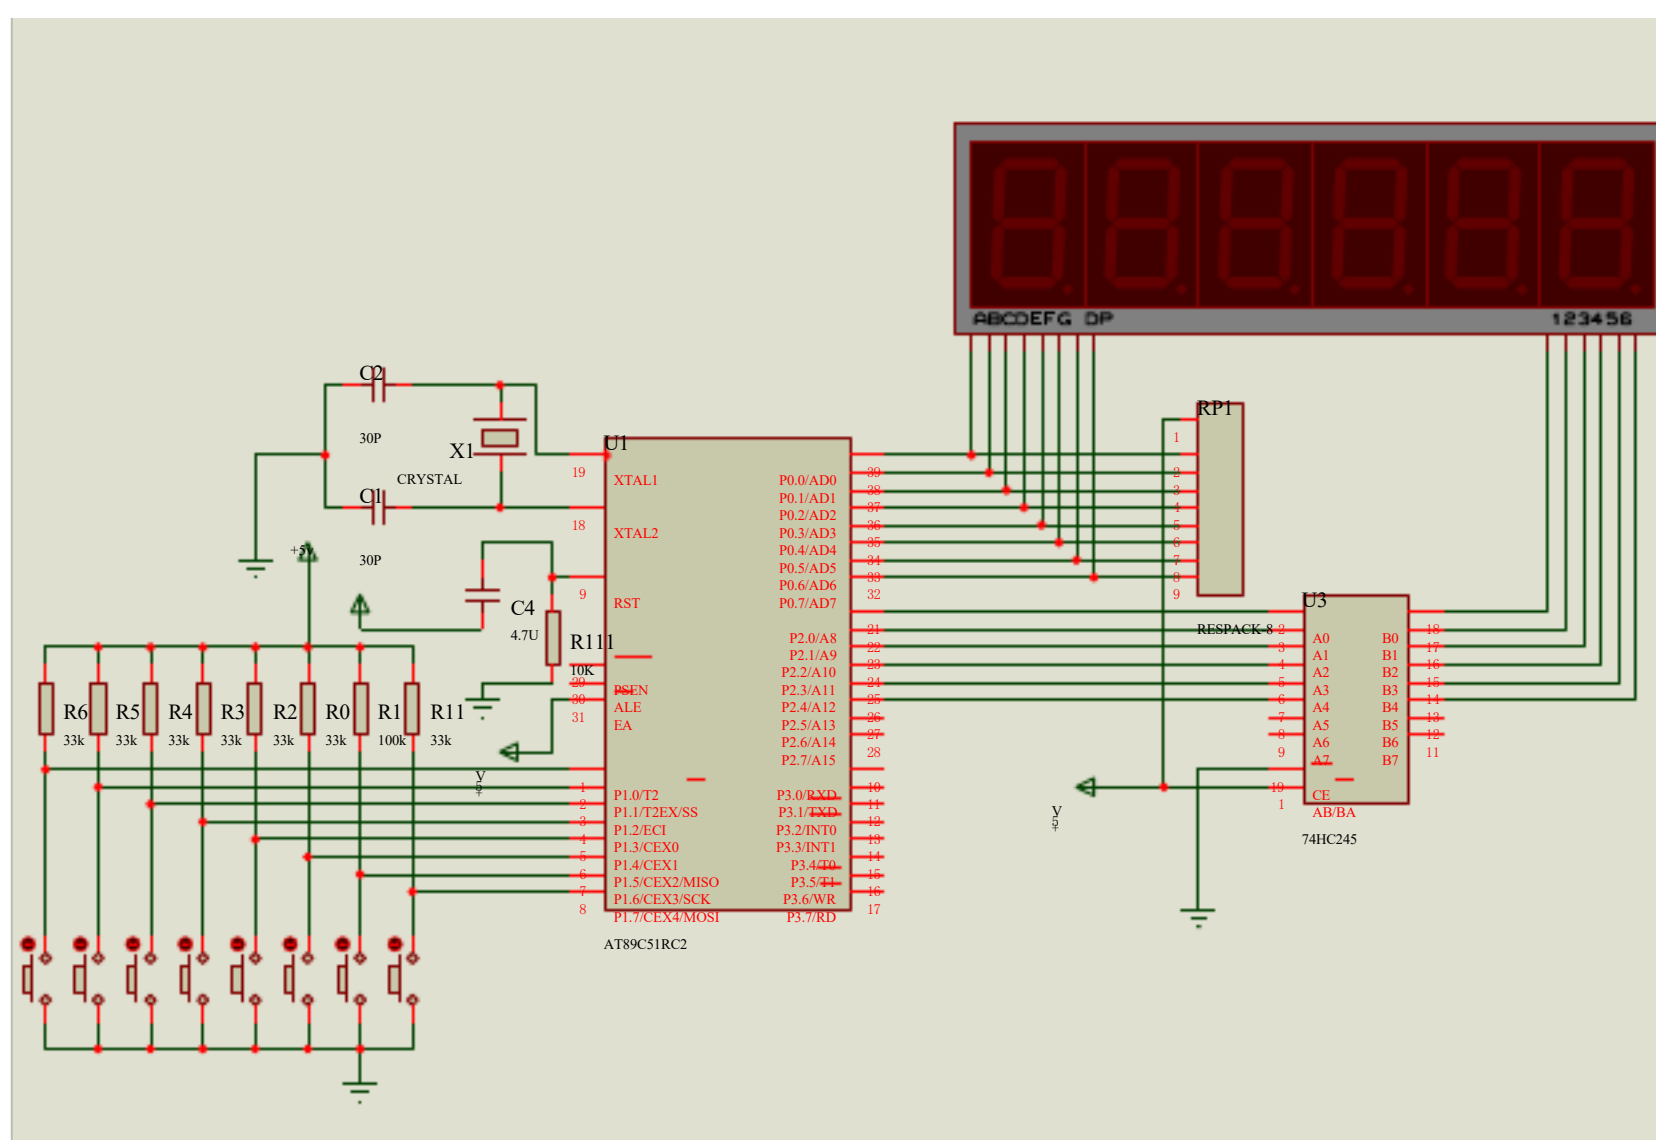 ABCDEFG DP
123456
C2
30P
X1
CRYSTAL
C1
30P
+5v
C4
4.7U
R111
10K
R6
33k
R5
33k
R4
33k
R3
33k
R2
33k
R0
33k
R1
100k
R11
33k
V
5
+
U1
19
XTAL1
18
XTAL2
9
RST
29
PSEN
30
ALE
31
EA
1
P1.0/T2
2
P1.1/T2EX/SS
3
P1.2/ECI
4
P1.3/CEX0
5
P1.4/CEX1
6
P1.5/CEX2/MISO
7
P1.6/CEX3/SCK
8
P1.7/CEX4/MOSI
39
P0.0/AD0
38
P0.1/AD1
37
P0.2/AD2
36
P0.3/AD3
35
P0.4/AD4
34
P0.5/AD5
33
P0.6/AD6
32
P0.7/AD7
21
P2.0/A8
22
P2.1/A9
23
P2.2/A10
24
P2.3/A11
25
P2.4/A12
26
P2.5/A13
27
P2.6/A14
28
P2.7/A15
10
P3.0/RXD
11
P3.1/TXD
12
P3.2/INT0
13
P3.3/INT1
14
P3.4/T0
15
P3.5/T1
16
P3.6/WR
17
P3.7/RD
AT89C51RC2
RP1
1
2
3
4
5
6
7
8
9
RESPACK-8
U3
2
A0
3
A1
4
A2
5
A3
6
A4
7
A5
8
A6
9
A7
19
CE
1
AB/BA
18
B0
17
B1
16
B2
15
B3
14
B4
13
B5
12
B6
11
B7
74HC245
V
5
+